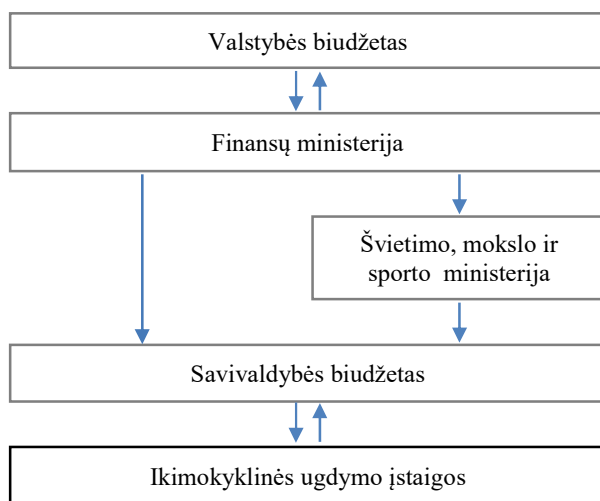 Valstybės biudžetas
Finansų ministerija
Švietimo, mokslo ir
sporto ministerija
Savivaldybės biudžetas
Ikimokyklinės ugdymo įstaigos